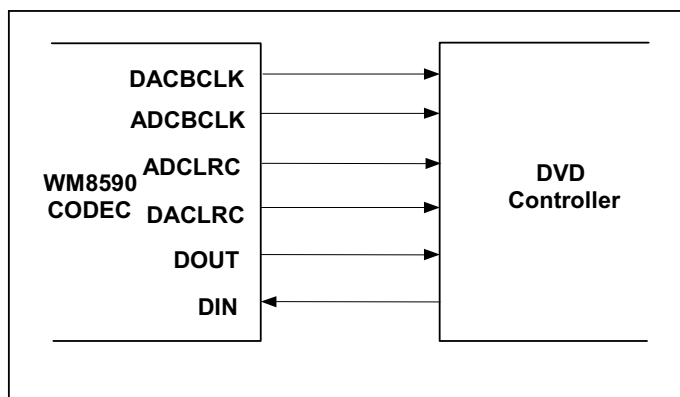 DACBCLK
ADCBCLK
ADCLRC
WM8590
CODEC
DACLRC
DOUT
DIN
DVD
Controller